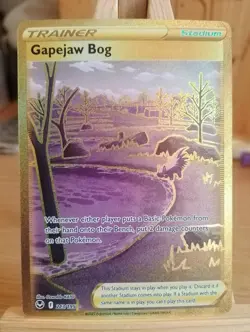 TRAINER Stadium
Gapejaw Bog
Whenever either player puts a Basic Pokémon from
their hand onto their Bench, put 2 damage counters
on that Pokémon.
This Stadium stays in play when you play it. Discard it if
another Stadium comes into play. If a Stadium with the
same name is in play, you can't play this card.